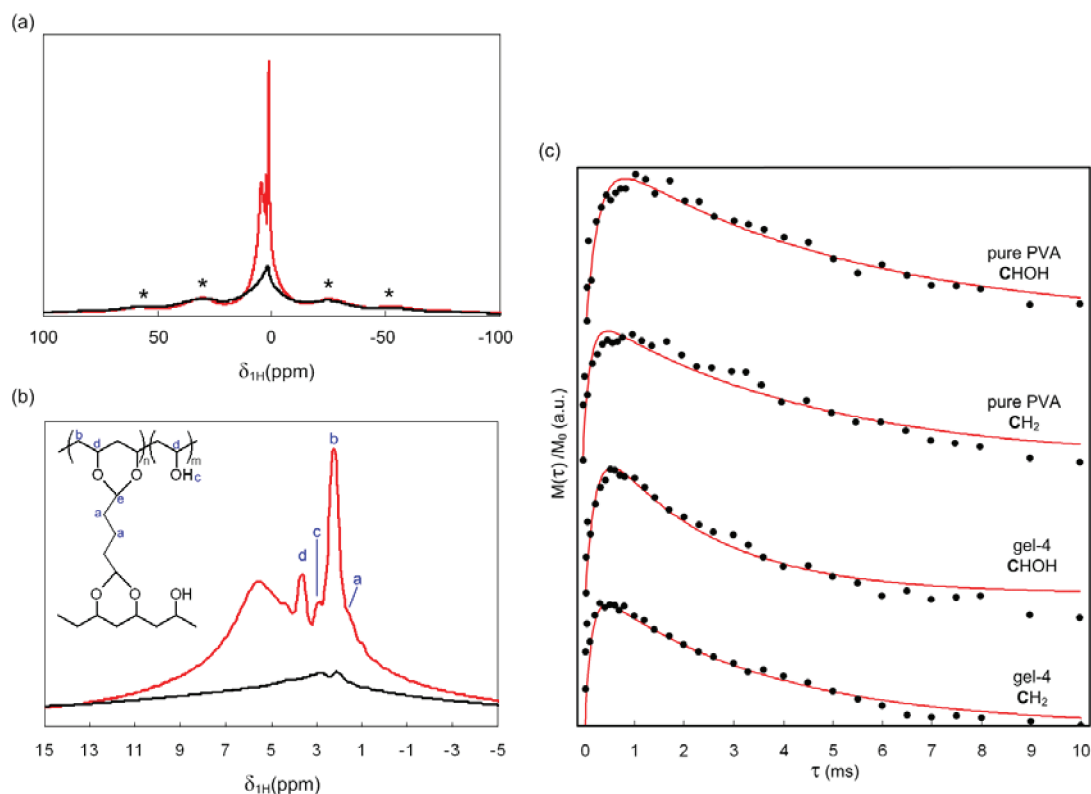 (a)
* * * *
100 50 0 -50 -100
δ1H(ppm)
(b)
b
d
d
n
m
O O
OHc
e
a
a
O O
OH
b
c
d
a
15 13 11 9 7 5 3 1 -1 -3 -5
δ1H(ppm)
(c)
M(τ) /M0 (a.u.)
pure PVA
CHOH
pure PVA
CH2
gel-4
CHOH
gel-4
CH2
0 1 2 3 4 5 6 7 8 9 10
τ (ms)